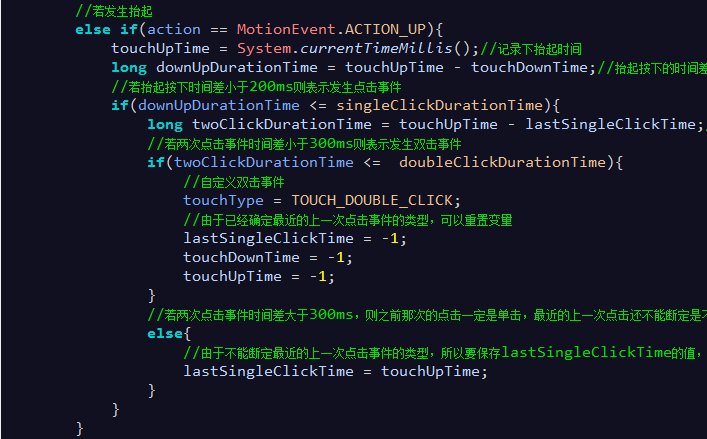 //若发生抬起
else if(action == MotionEvent.ACTION_UP){
touchUpTime = System.currentTimeMillis();//记录下抬起时间
long downUpDurationTime = touchUpTime - touchDownTime;//抬起按下的时间差
//若抬起按下时间差小于200ms则表示发生点击事件
if(downUpDurationTime <= singleClickDurationTime){
long twoClickDurationTime = touchUpTime - lastSingleClickTime;
//若两次点击事件时间差小于300ms则表示发生双击事件
if(twoClickDurationTime <=  doubleClickDurationTime){
//自定义双击事件
touchType = TOUCH_DOUBLE_CLICK;
//由于已经确定最近的上一次点击事件的类型，可以重置变量
lastSingleClickTime = -1;
touchDownTime = -1;
touchUpTime = -1;
}
//若两次点击事件时间差大于300ms，则之前那次的点击一定是单击，最近的上一次点击还不能断定是
else{
//由于不能断定最近的上一次点击事件的类型，所以要保存lastSingleClickTime的值，
lastSingleClickTime = touchUpTime;
}
}
}